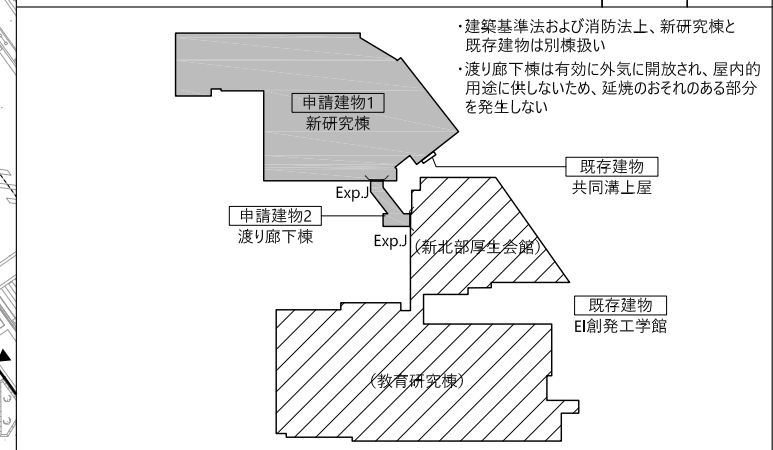 ・建築基準法および消防法上、新研究棟と
既存建物は別棟扱い
・渡り廊下棟は有効に外気に開放され、屋内的
用途に供しないため、延焼のおそれのある部分
を発生しない
申請建物1
新研究棟
既存建物
共同溝上屋
Exp.J
申請建物2
渡り廊下棟
Exp.J
(新北部厚生会館)
既存建物
EI創発工学館
(教育研究棟)